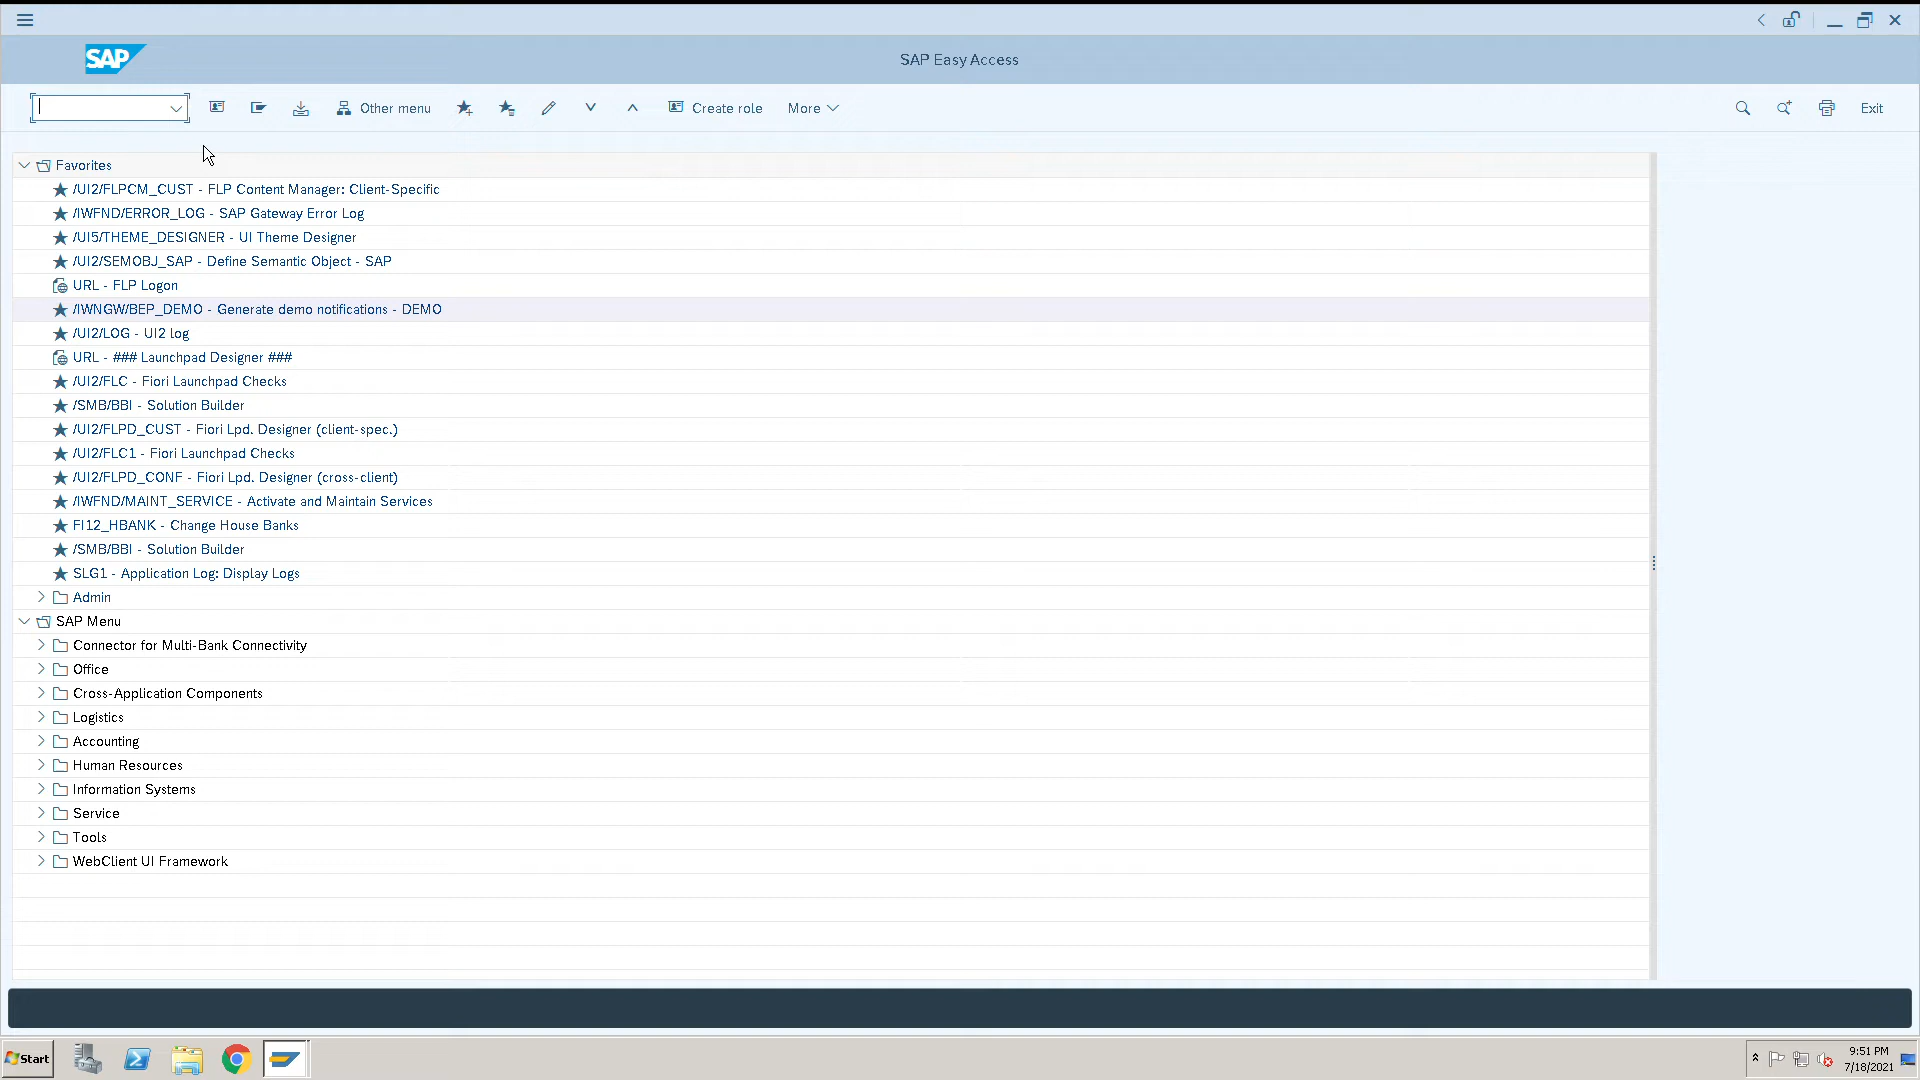 SAP
SAP Easy Access
Other menu
Create role
More
Exit
Favorites
/UI2/FLPCM_CUST - FLP Content Manager: Client-Specific
/IWFND/ERROR_LOG - SAP Gateway Error Log
/UI5/THEME_DESIGNER - UI Theme Designer
/UI2/SEMOBJ_SAP - Define Semantic Object - SAP
URL - FLP Logon
/IWNGW/BEP_DEMO - Generate demo notifications - DEMO
/UI2/LOG - UI2 log
URL - ### Launchpad Designer ###
/UI2/FLC - Fiori Launchpad Checks
/SMB/BBI - Solution Builder
/UI2/FLPD_CUST - Fiori Lpd. Designer (client-spec.)
/UI2/FLC1 - Fiori Launchpad Checks
/UI2/FLPD_CONF - Fiori Lpd. Designer (cross-client)
/IWFND/MAINT_SERVICE - Activate and Maintain Services
FI12_HBANK - Change House Banks
/SMB/BBI - Solution Builder
SLG1 - Application Log: Display Logs
Admin
SAP Menu
Connector for Multi-Bank Connectivity
Office
Cross-Application Components
Logistics
Accounting
Human Resources
Information Systems
Service
Tools
WebClient UI Framework
Start
9:51 PM
7/18/2021